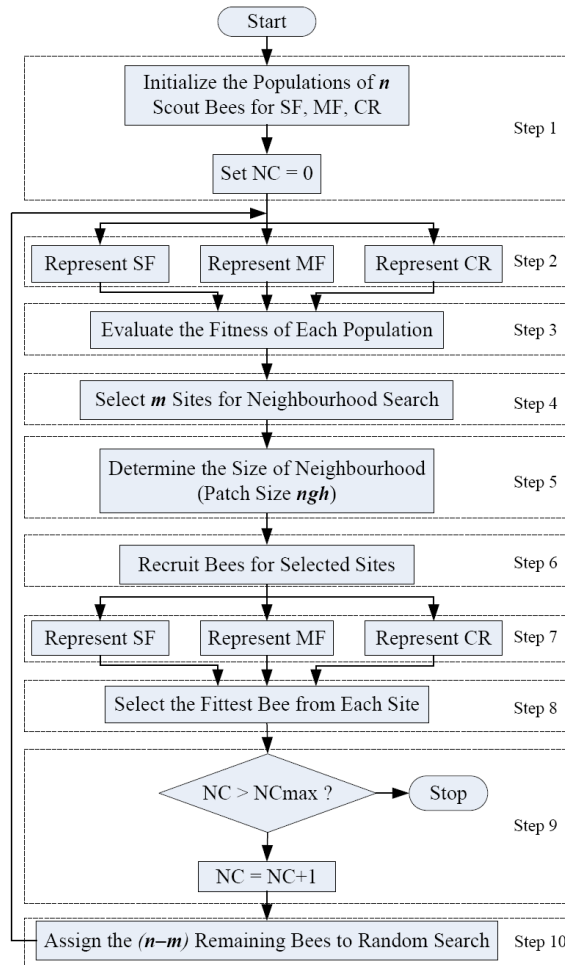 Start
Initialize the Populations of n
Scout Bees for SF, MF, CR
Step 1
Set NC = 0
Represent SF
Represent MF
Represent CR
Step 2
Evaluate the Fitness of Each Population
Step 3
Select m Sites for Neighbourhood Search
Step 4
Determine the Size of Neighbourhood
(Patch Size ngh)
Step 5
Recruit Bees for Selected Sites
Step 6
Represent SF
Represent MF
Represent CR
Step 7
Select the Fittest Bee from Each Site
Step 8
NC > NCmax ?
Stop
Step 9
NC = NC+1
Assign the (n−m) Remaining Bees to Random Search
Step 10